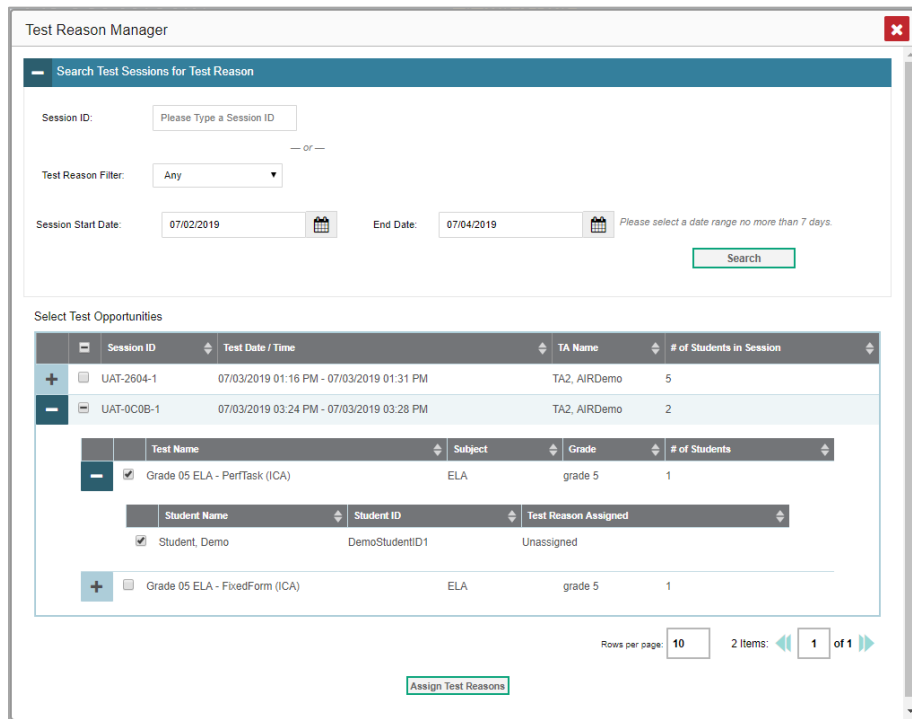 Test Reason Manager
Search Test Sessions for Test Reason
Session ID: Please Type a Session ID
— or —
Test Reason Filter: Any
Session Start Date: 07/02/2019 End Date: 07/04/2019 Please select a date range no more than 7 days.
Search
Select Test Opportunities
Session ID Test Date / Time TA Name # of Students in Session
UAT-2604-1 07/03/2019 01:16 PM - 07/03/2019 01:31 PM TA2, AIRDemo 5
UAT-0C0B-1 07/03/2019 03:24 PM - 07/03/2019 03:28 PM TA2, AIRDemo 2
Test Name Subject Grade # of Students
Grade 05 ELA - PerfTask (ICA) ELA grade 5 1
Student Name Student ID Test Reason Assigned
Student, Demo DemoStudentID1 Unassigned
Grade 05 ELA - FixedForm (ICA) ELA grade 5 1
Rows per page: 10 2 Items: 1 of 1
Assign Test Reasons